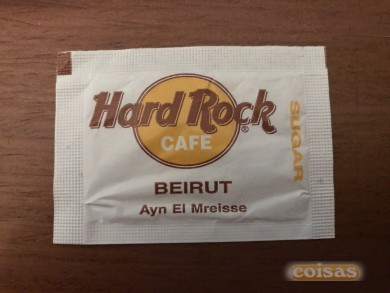 Hard Rock
®
CAFE
SUGAR
BEIRUT
Ayn El Mreisse
coisas